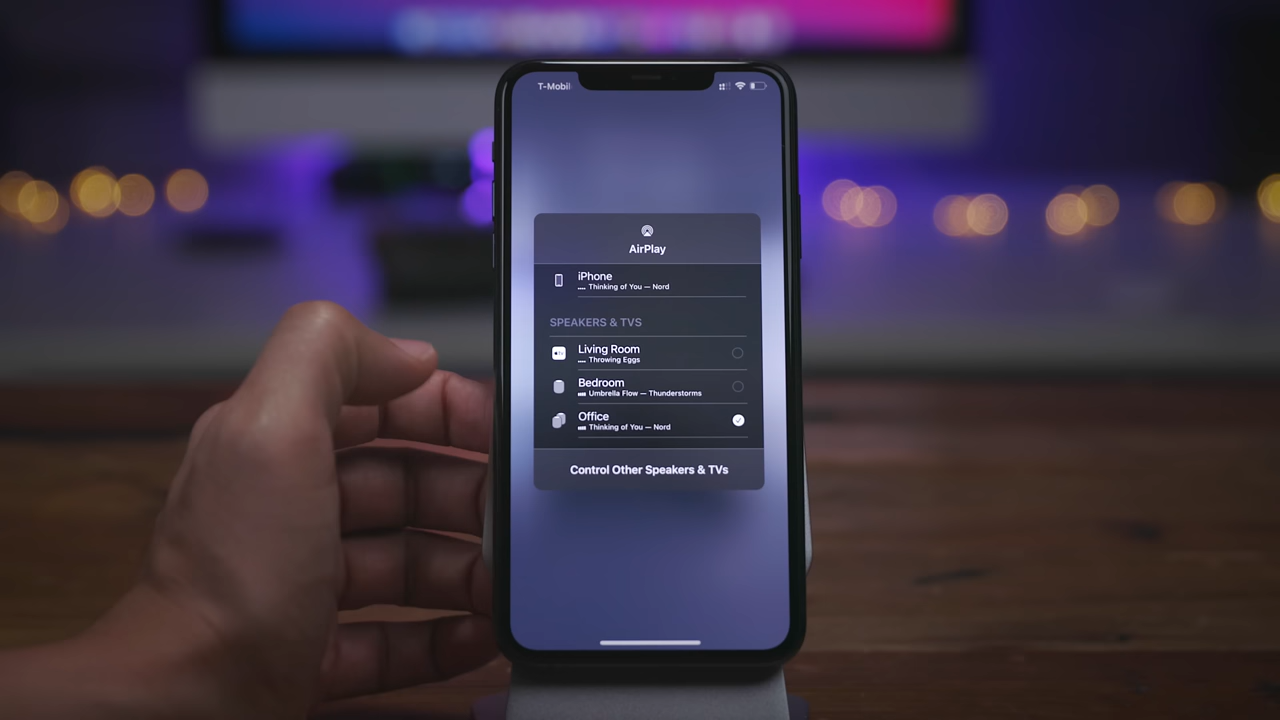 T-Mobil
AirPlay
iPhone
Thinking of You — Nord
SPEAKERS & TVS
Living Room
Throwing Eggs
Bedroom
Umbrella Flow — Thunderstorms
Office
Thinking of You — Nord
Control Other Speakers & TVs